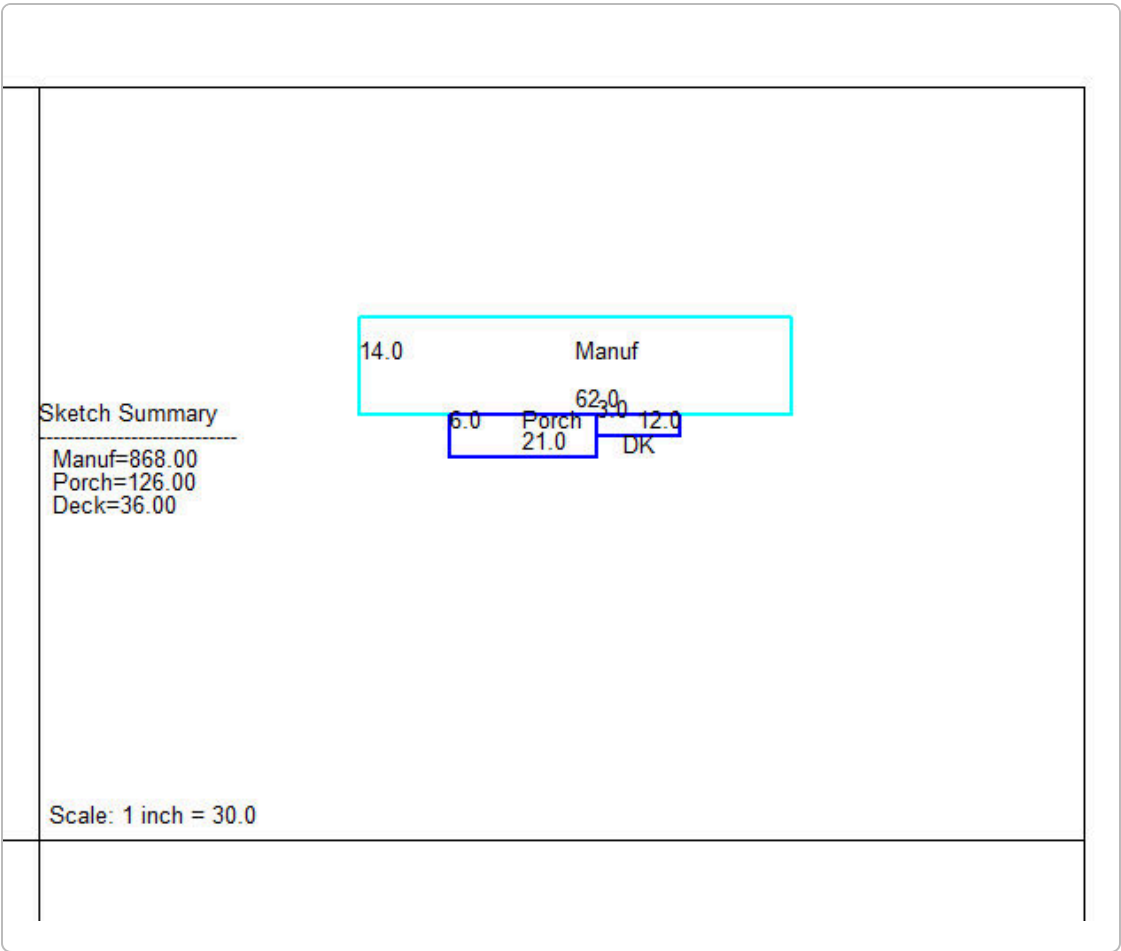 14.0
Manuf
62.0
3.0
6.0
Porch
12.0
21.0
DK
Sketch Summary
----------------------------
Manuf=868.00
Porch=126.00
Deck=36.00
Scale: 1 inch = 30.0